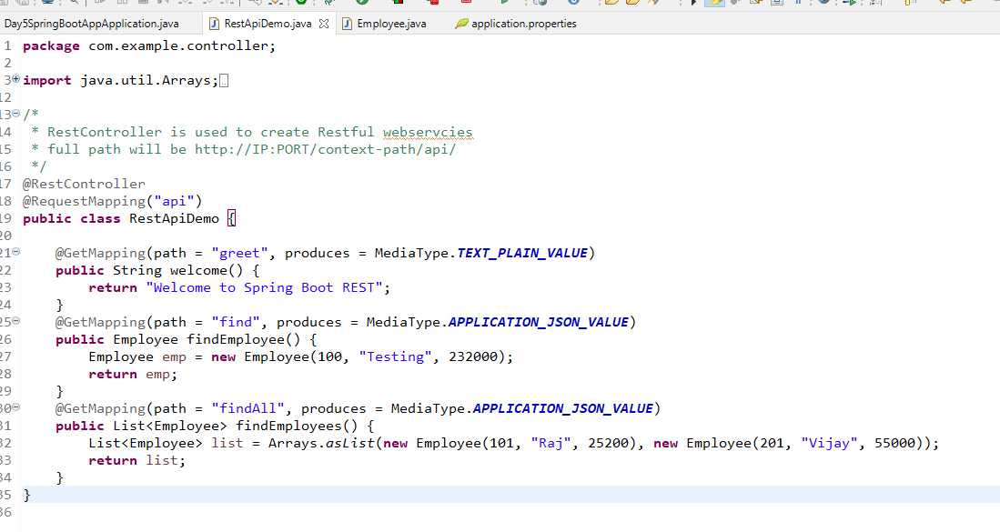 Day5SpringBootAppApplication.java RestApiDemo.java Employee.java application.properties
1 package com.example.controller;
2
3 import java.util.Arrays;
12
13 /*
14  * RestController is used to create Restful webservcies
15  * full path will be http://IP:PORT/context-path/api/
16  */
17 @RestController
18 @RequestMapping("api")
19 public class RestApiDemo {
20
21     @GetMapping(path = "greet", produces = MediaType.TEXT_PLAIN_VALUE)
22     public String welcome() {
23         return "Welcome to Spring Boot REST";
24     }
25     @GetMapping(path = "find", produces = MediaType.APPLICATION_JSON_VALUE)
26     public Employee findEmployee() {
27         Employee emp = new Employee(100, "Testing", 232000);
28         return emp;
29     }
30     @GetMapping(path = "findAll", produces = MediaType.APPLICATION_JSON_VALUE)
31     public List<Employee> findEmployees() {
32         List<Employee> list = Arrays.asList(new Employee(101, "Raj", 25200), new Employee(201, "Vijay", 55000));
33         return list;
34     }
35 }
36